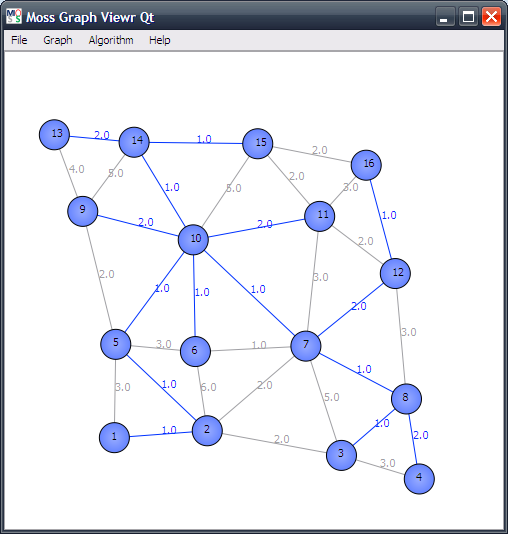 Moss Graph Viewr Qt
File Graph Algorithm Help
13 2.0 14 1.0 15 2.0 16
4.0 5.0 1.0 5.0 2.0 3.0 1.0
9 2.0 10 2.0 11 2.0 12
2.0 1.0 1.0 1.0 3.0 2.0 3.0
5 3.0 6 1.0 7
3.0 1.0 6.0 2.0 5.0 1.0 8
1 1.0 2 2.0 3 1.0 2.0
3.0 4